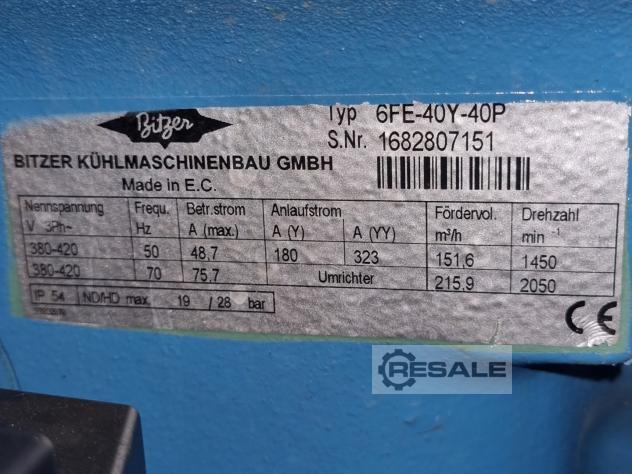 Bitzer
Typ 6FE-40Y-40P
S.Nr. 1682807151
BITZER KÜHLMASCHINENBAU GMBH
Made in E.C.
Nennspannung Frequ. Betr.strom Anlaufstrom Fördervol. Drehzahl
V 3Ph~ Hz A (max.) A (Y) A (YY) m³/h min -1
380-420 50 48,7 180 323 151,6 1450
380-420 70 75,7 Umrichter 215,9 2050
IP 54 ND/HD max. 19 / 28 bar
CE
RESALE